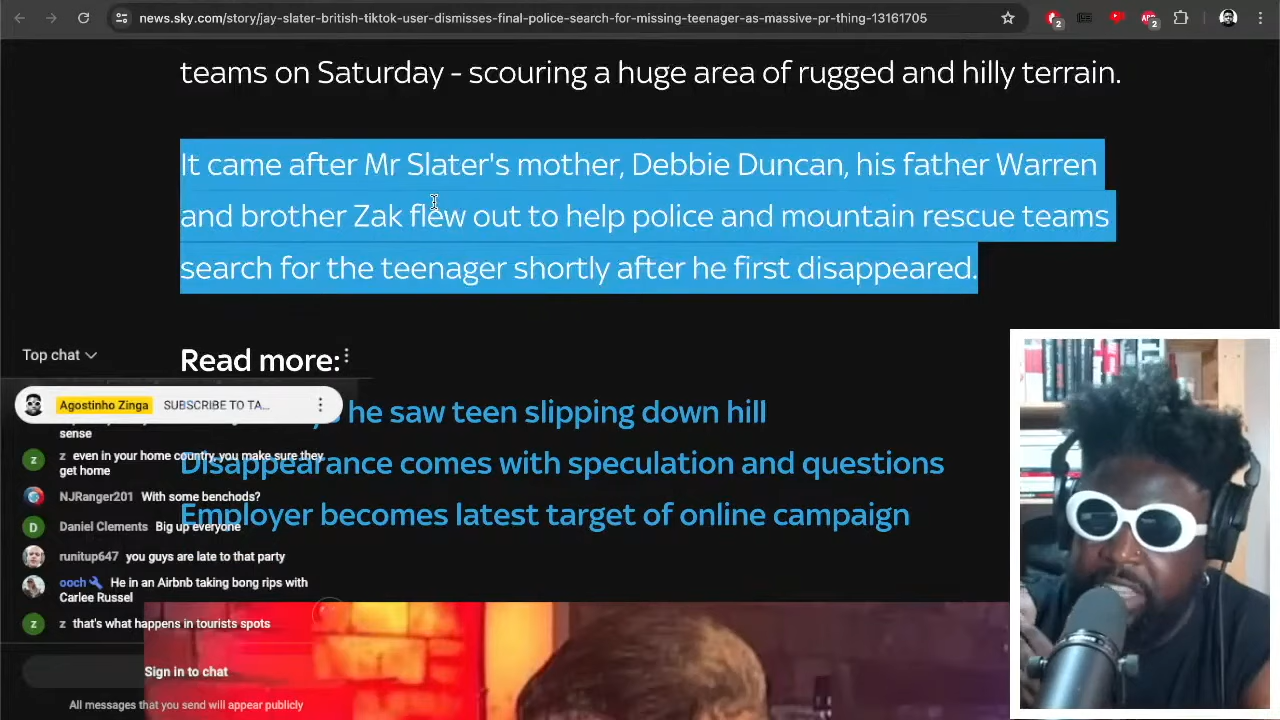 news.sky.com/story/jay-slater-british-tiktok-user-dismisses-final-police-search-for-missing-teenager-as-massive-pr-thing-13161705
2
2
teams on Saturday - scouring a huge area of rugged and hilly terrain.
It came after Mr Slater's mother, Debbie Duncan, his father Warren
and brother Zak flew out to help police and mountain rescue teams
search for the teenager shortly after he first disappeared.
Top chat
Read more:
Agostinho Zinga SUBSCRIBE TO TA...
he saw teen slipping down hill
sense
z even in your home country, you make sure they
get home
Disappearance comes with speculation and questions
NJRanger201 With some benchods?
Employer becomes latest target of online campaign
Daniel Clements Big up everyone
runitup647 you guys are late to that party
ooch He in an Airbnb taking bong rips with
Carlee Russel
z that's what happens in tourists spots
Sign in to chat
All messages that you send will appear publicly